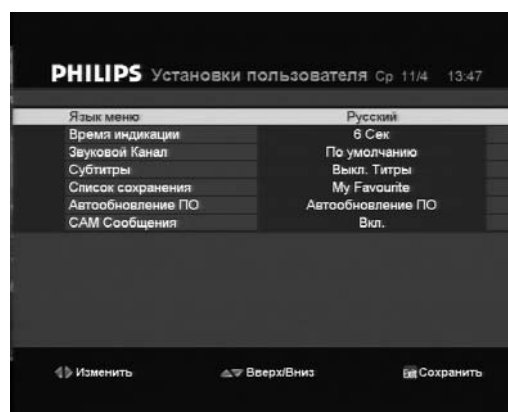 PHILIPS Установки пользователя Ср 11/4 13:47
Язык меню Русский
Время индикации 6 Сек
Звуковой Канал По умолчанию
Субтитры Выкл. Титры
Список сохранения My Favourite
Автообновление ПО Автообновление ПО
CAM Сообщения Вкл.
Изменить Вверх/Вниз Exit Сохранить